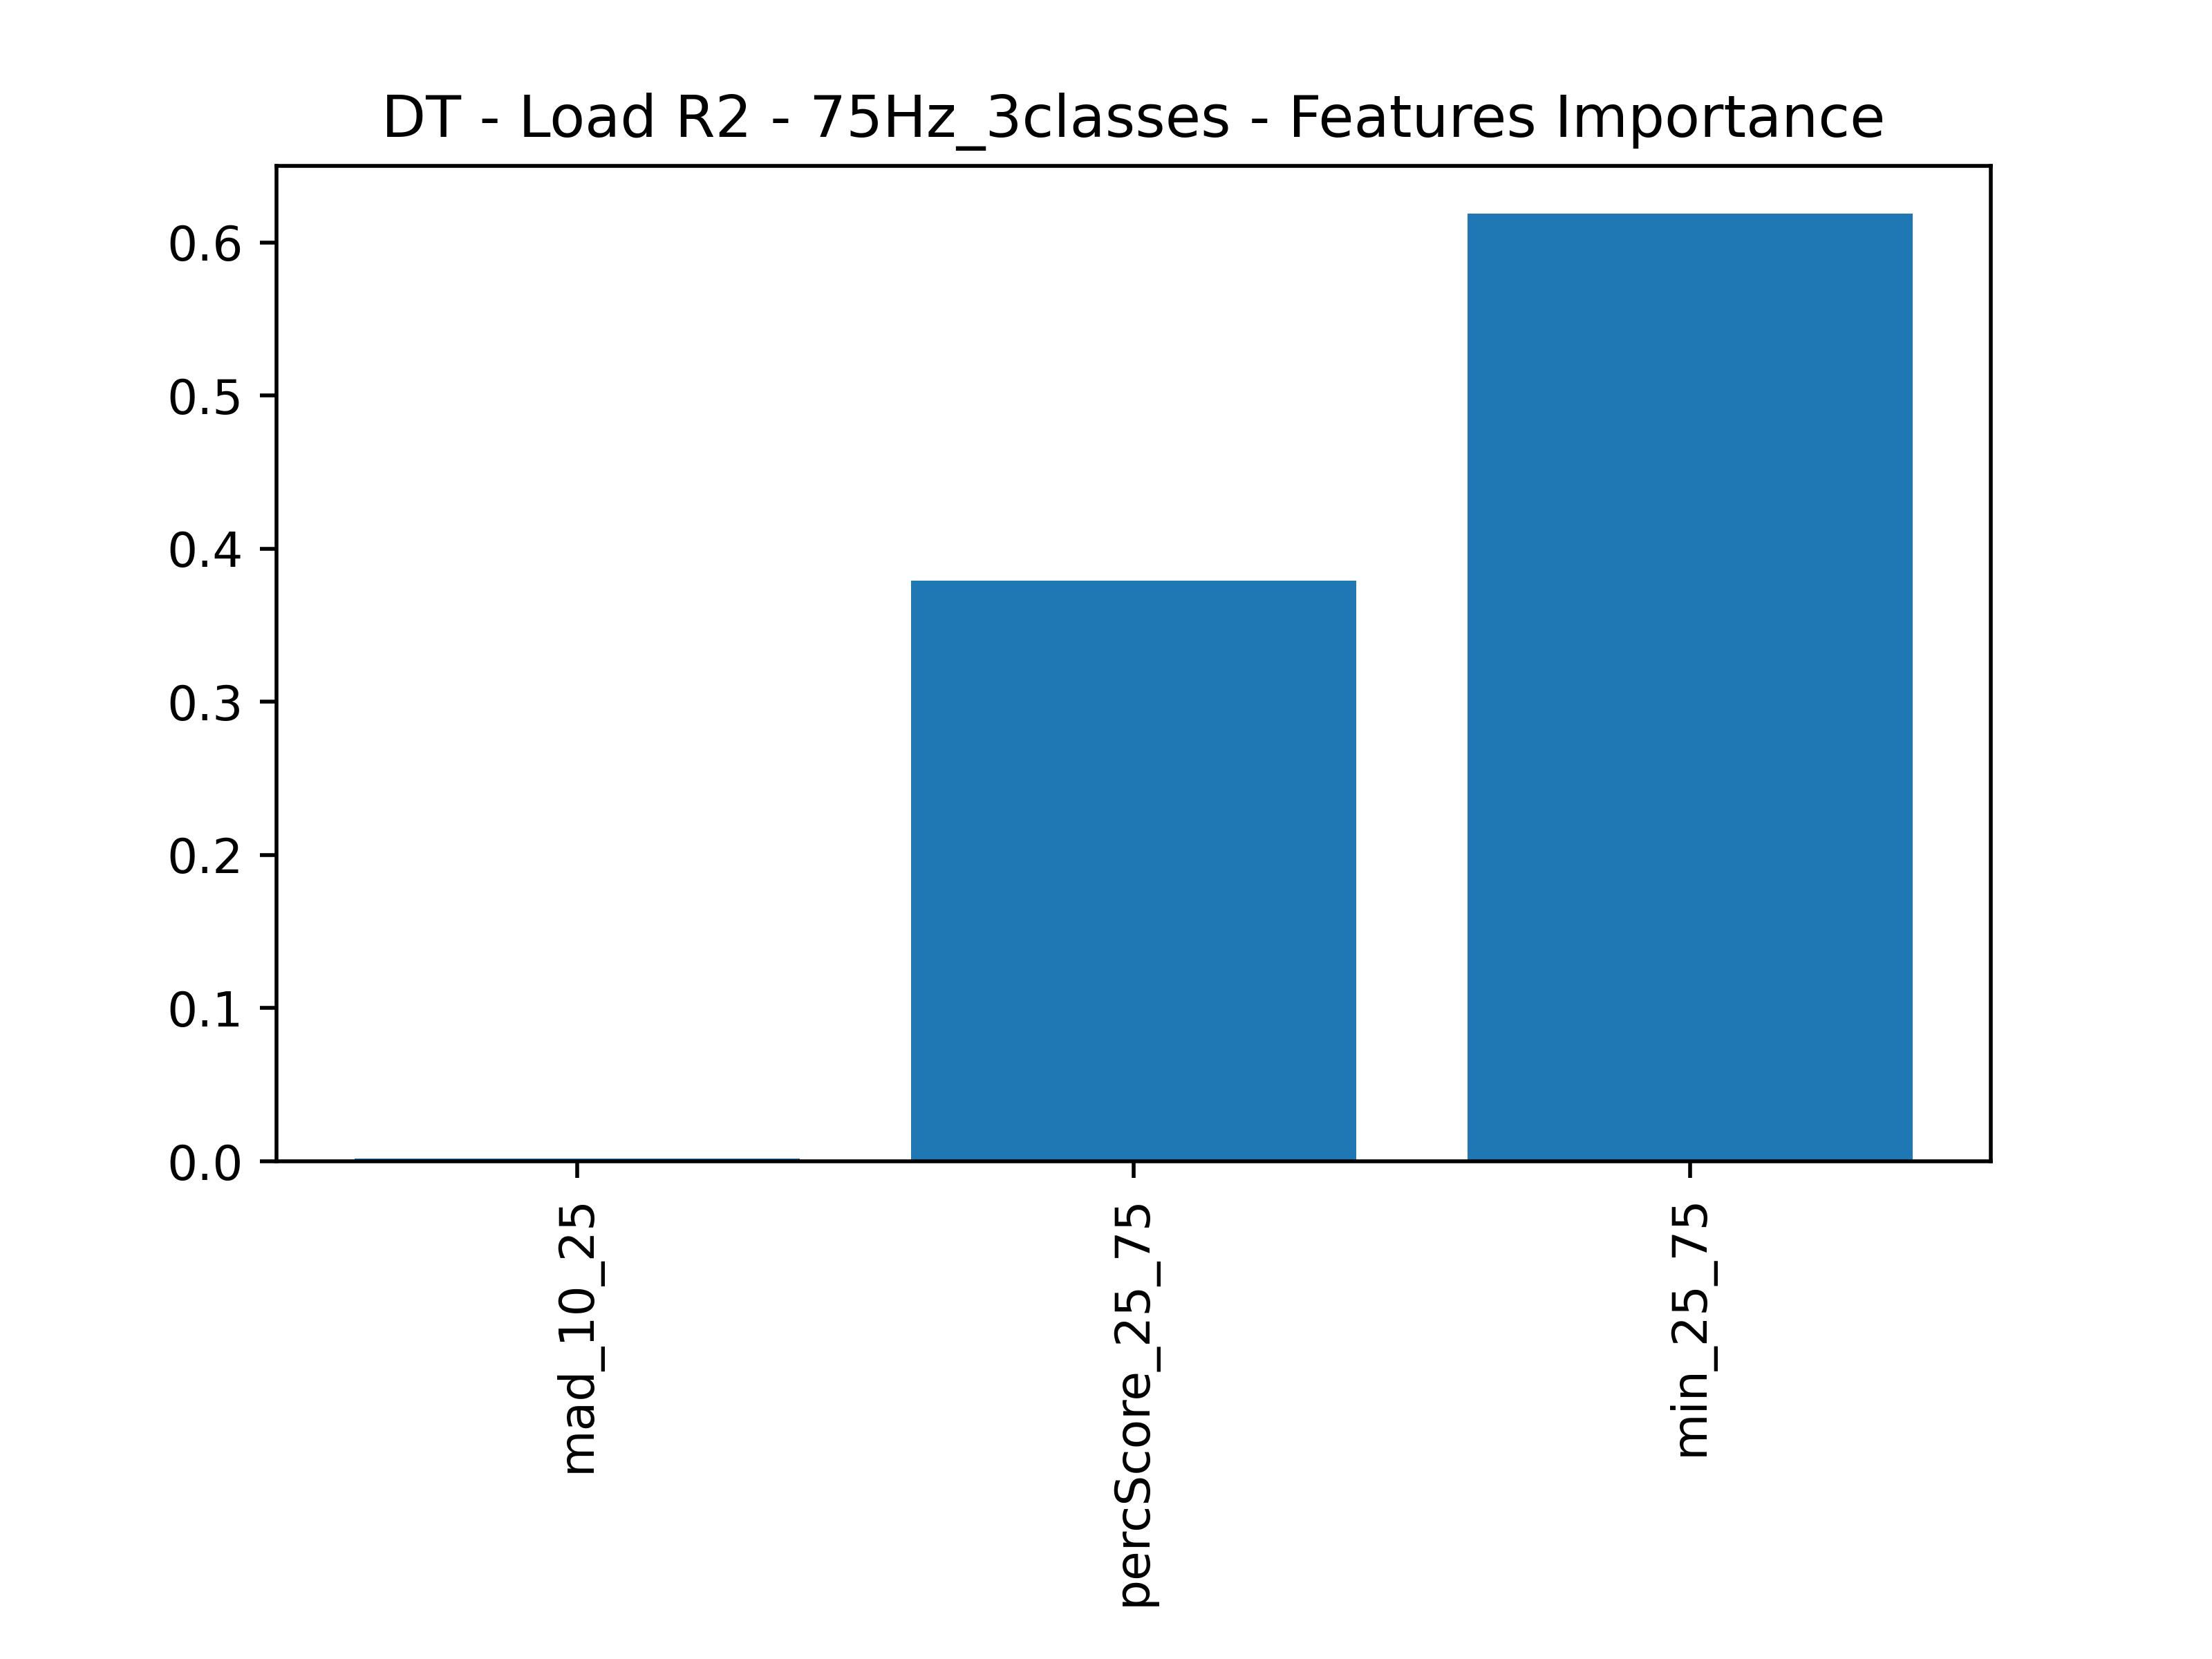 DT - Load R2 - 75Hz_3classes - Features Importance
0.6
0.5
0.4
0.3
0.2
0.1
0.0
mad_10_25
percScore_25_75
min_25_75